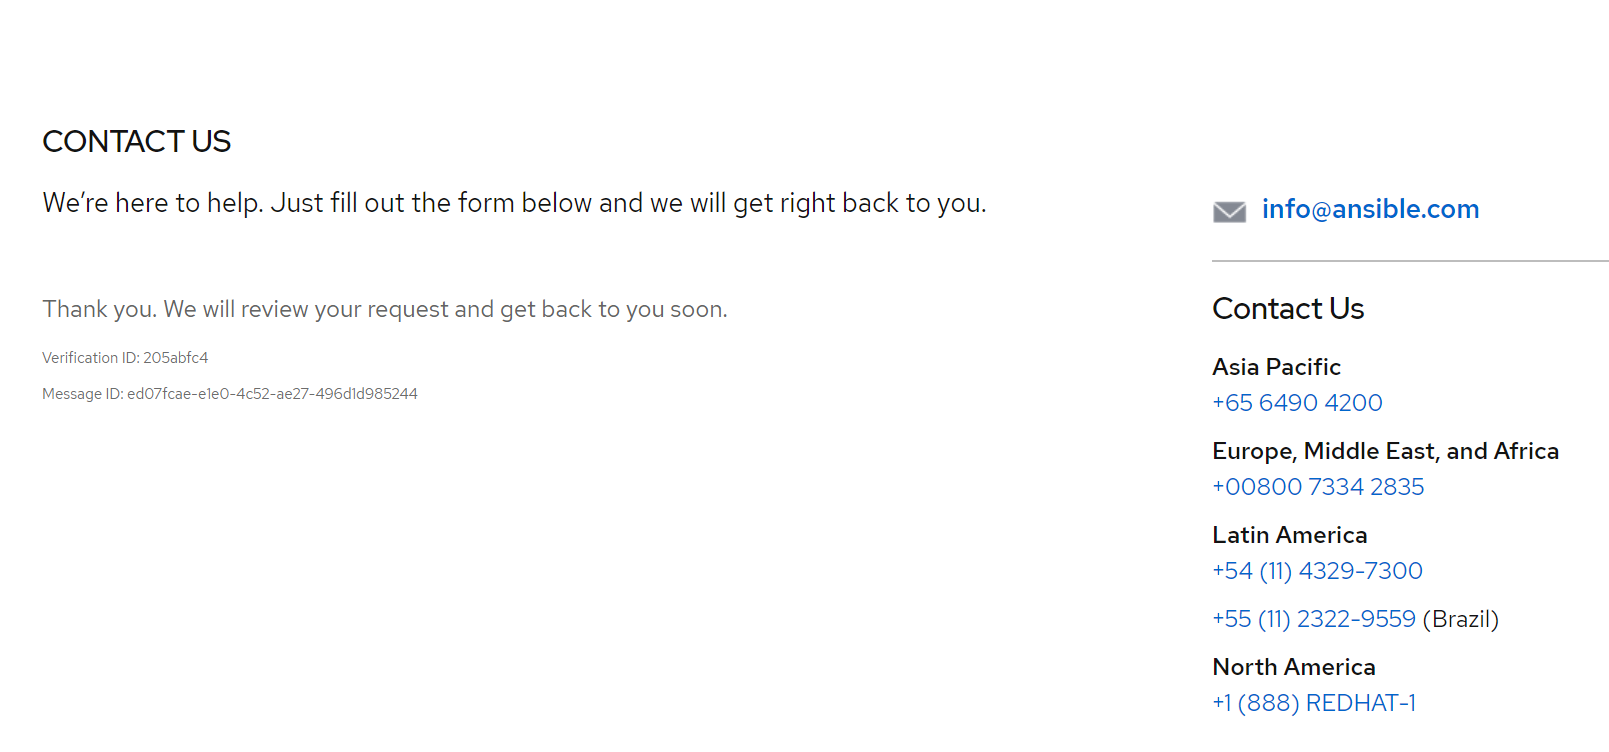 CONTACT US
We’re here to help. Just fill out the form below and we will get right back to you.
Thank you. We will review your request and get back to you soon.
Verification ID: 205abfc4
Message ID: ed07fcae-e1e0-4c52-ae27-496d1d985244
info@ansible.com
Contact Us
Asia Pacific
+65 6490 4200
Europe, Middle East, and Africa
+00800 7334 2835
Latin America
+54 (11) 4329-7300
+55 (11) 2322-9559 (Brazil)
North America
+1 (888) REDHAT-1